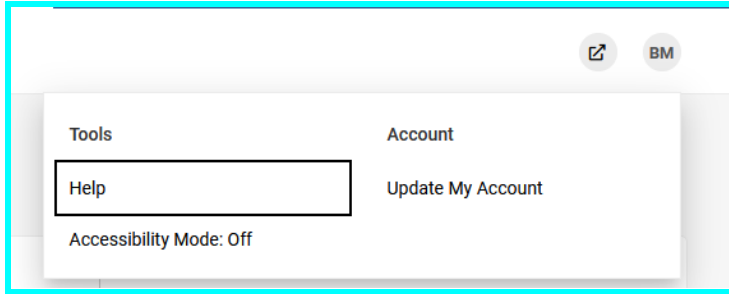 BM
Tools
Help
Accessibility Mode: Off
Account
Update My Account